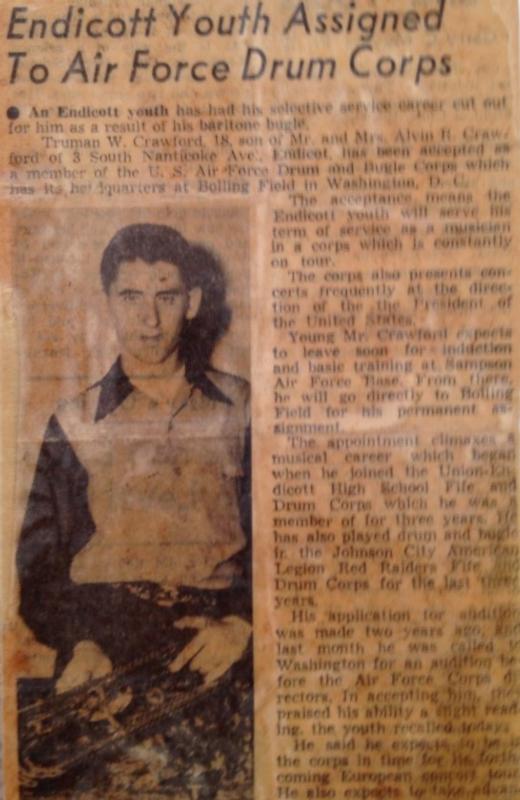 Endicott Youth Assigned
To Air Force Drum Corps
● An Endicott youth has had his selective service career cut out
for him as a result of his baritone bugle.
Truman W. Crawford, 18, son of Mr. and Mrs. Alvin R. Craw-
ford of 3 South Nanticoke Ave., Endicot, has been accepted as
a member of the U. S. Air Force Drum and Bugle Corps which
has its headquarters at Bolling Field in Washington, D. C.
The acceptance means the
Endicott youth will serve his
term of service as a musician
in a corps which is constantly
on tour.
The corps also presents con-
certs frequently at the direc-
tion of the the President of
the United States.
Young Mr. Crawford expects
to leave soon for induction
and basic training at Sampson
Air Force Base. From there,
he will go directly to Bolling
Field for his permanent as-
signment.
The appointment climaxes a
musical career which began
when he joined the Union-En-
dicott High School Fife and
Drum Corps which he was a
member of for three years. He
has also played drum and bugle
in the Johnson City American
Legion Red Raiders Fife and
Drum Corps for the last three
years.
His application for audition
was made two years ago, and
last month he was called to
Washington for an audition be-
fore the Air Force Corps di-
rectors. In accepting him, they
praised his ability a sight read-
ing, the youth recalled today.
He said he expects to be in
the corps in time for its forth-
coming European concert tour.
He also expects to take advan-